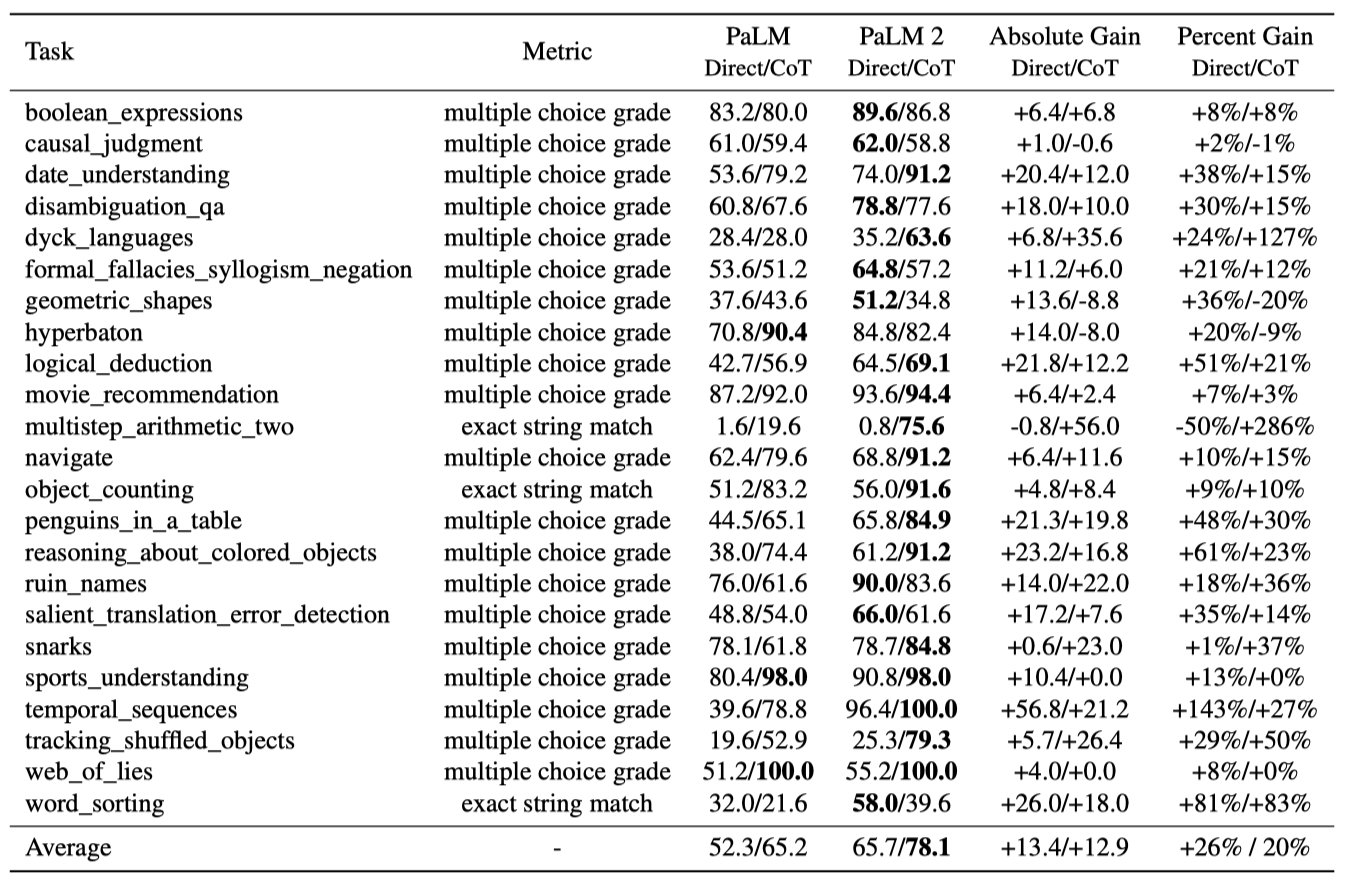 Task Metric PaLM Direct/CoT PaLM 2 Direct/CoT Absolute Gain Direct/CoT Percent Gain Direct/CoT
boolean_expressions multiple choice grade 83.2/80.0 89.6/86.8 +6.4/+6.8 +8%/+8%
causal_judgment multiple choice grade 61.0/59.4 62.0/58.8 +1.0/-0.6 +2%/-1%
date_understanding multiple choice grade 53.6/79.2 74.0/91.2 +20.4/+12.0 +38%/+15%
disambiguation_qa multiple choice grade 60.8/67.6 78.8/77.6 +18.0/+10.0 +30%/+15%
dyck_languages multiple choice grade 28.4/28.0 35.2/63.6 +6.8/+35.6 +24%/+127%
formal_fallacies_syllogism_negation multiple choice grade 53.6/51.2 64.8/57.2 +11.2/+6.0 +21%/+12%
geometric_shapes multiple choice grade 37.6/43.6 51.2/34.8 +13.6/-8.8 +36%/-20%
hyperbaton multiple choice grade 70.8/90.4 84.8/82.4 +14.0/-8.0 +20%/-9%
logical_deduction multiple choice grade 42.7/56.9 64.5/69.1 +21.8/+12.2 +51%/+21%
movie_recommendation multiple choice grade 87.2/92.0 93.6/94.4 +6.4/+2.4 +7%/+3%
multistep_arithmetic_two exact string match 1.6/19.6 0.8/75.6 -0.8/+56.0 -50%/+286%
navigate multiple choice grade 62.4/79.6 68.8/91.2 +6.4/+11.6 +10%/+15%
object_counting exact string match 51.2/83.2 56.0/91.6 +4.8/+8.4 +9%/+10%
penguins_in_a_table multiple choice grade 44.5/65.1 65.8/84.9 +21.3/+19.8 +48%/+30%
reasoning_about_colored_objects multiple choice grade 38.0/74.4 61.2/91.2 +23.2/+16.8 +61%/+23%
ruin_names multiple choice grade 76.0/61.6 90.0/83.6 +14.0/+22.0 +18%/+36%
salient_translation_error_detection multiple choice grade 48.8/54.0 66.0/61.6 +17.2/+7.6 +35%/+14%
snarks multiple choice grade 78.1/61.8 78.7/84.8 +0.6/+23.0 +1%/+37%
sports_understanding multiple choice grade 80.4/98.0 90.8/98.0 +10.4/+0.0 +13%/+0%
temporal_sequences multiple choice grade 39.6/78.8 96.4/100.0 +56.8/+21.2 +143%/+27%
tracking_shuffled_objects multiple choice grade 19.6/52.9 25.3/79.3 +5.7/+26.4 +29%/+50%
web_of_lies multiple choice grade 51.2/100.0 55.2/100.0 +4.0/+0.0 +8%/+0%
word_sorting exact string match 32.0/21.6 58.0/39.6 +26.0/+18.0 +81%/+83%
Average - 52.3/65.2 65.7/78.1 +13.4/+12.9 +26% / 20%